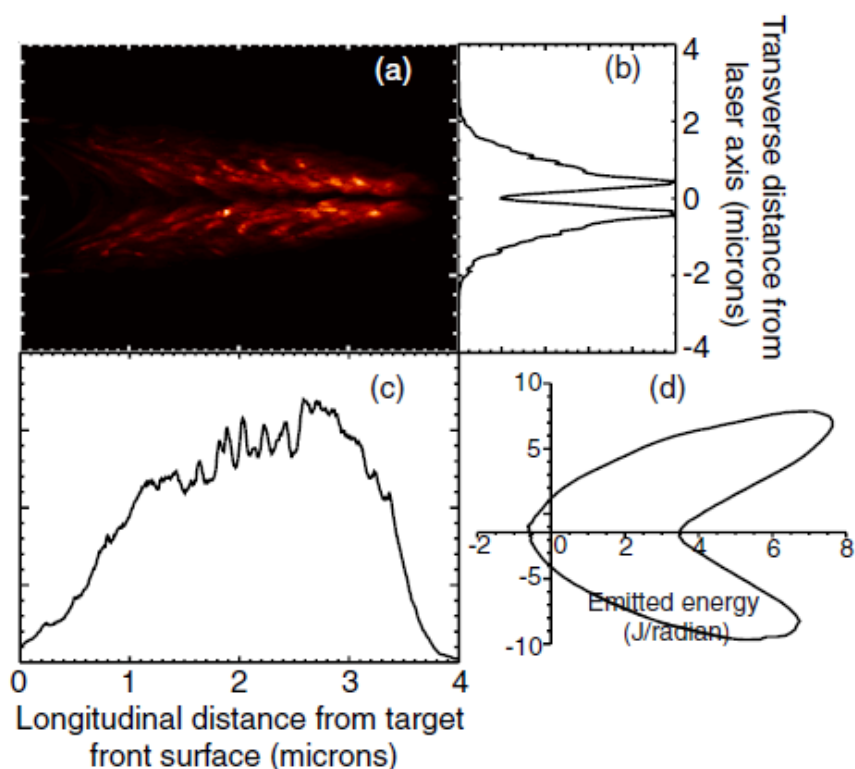 (a)
(b)
4
2
0
-2
-4
Transverse distance from
laser axis (microns)
(c)
(d)
10
5
-5
-10
-2
0
2
4
6
8
Emitted energy
(J/radian)
0
1
2
3
4
Longitudinal distance from target
front surface (microns)